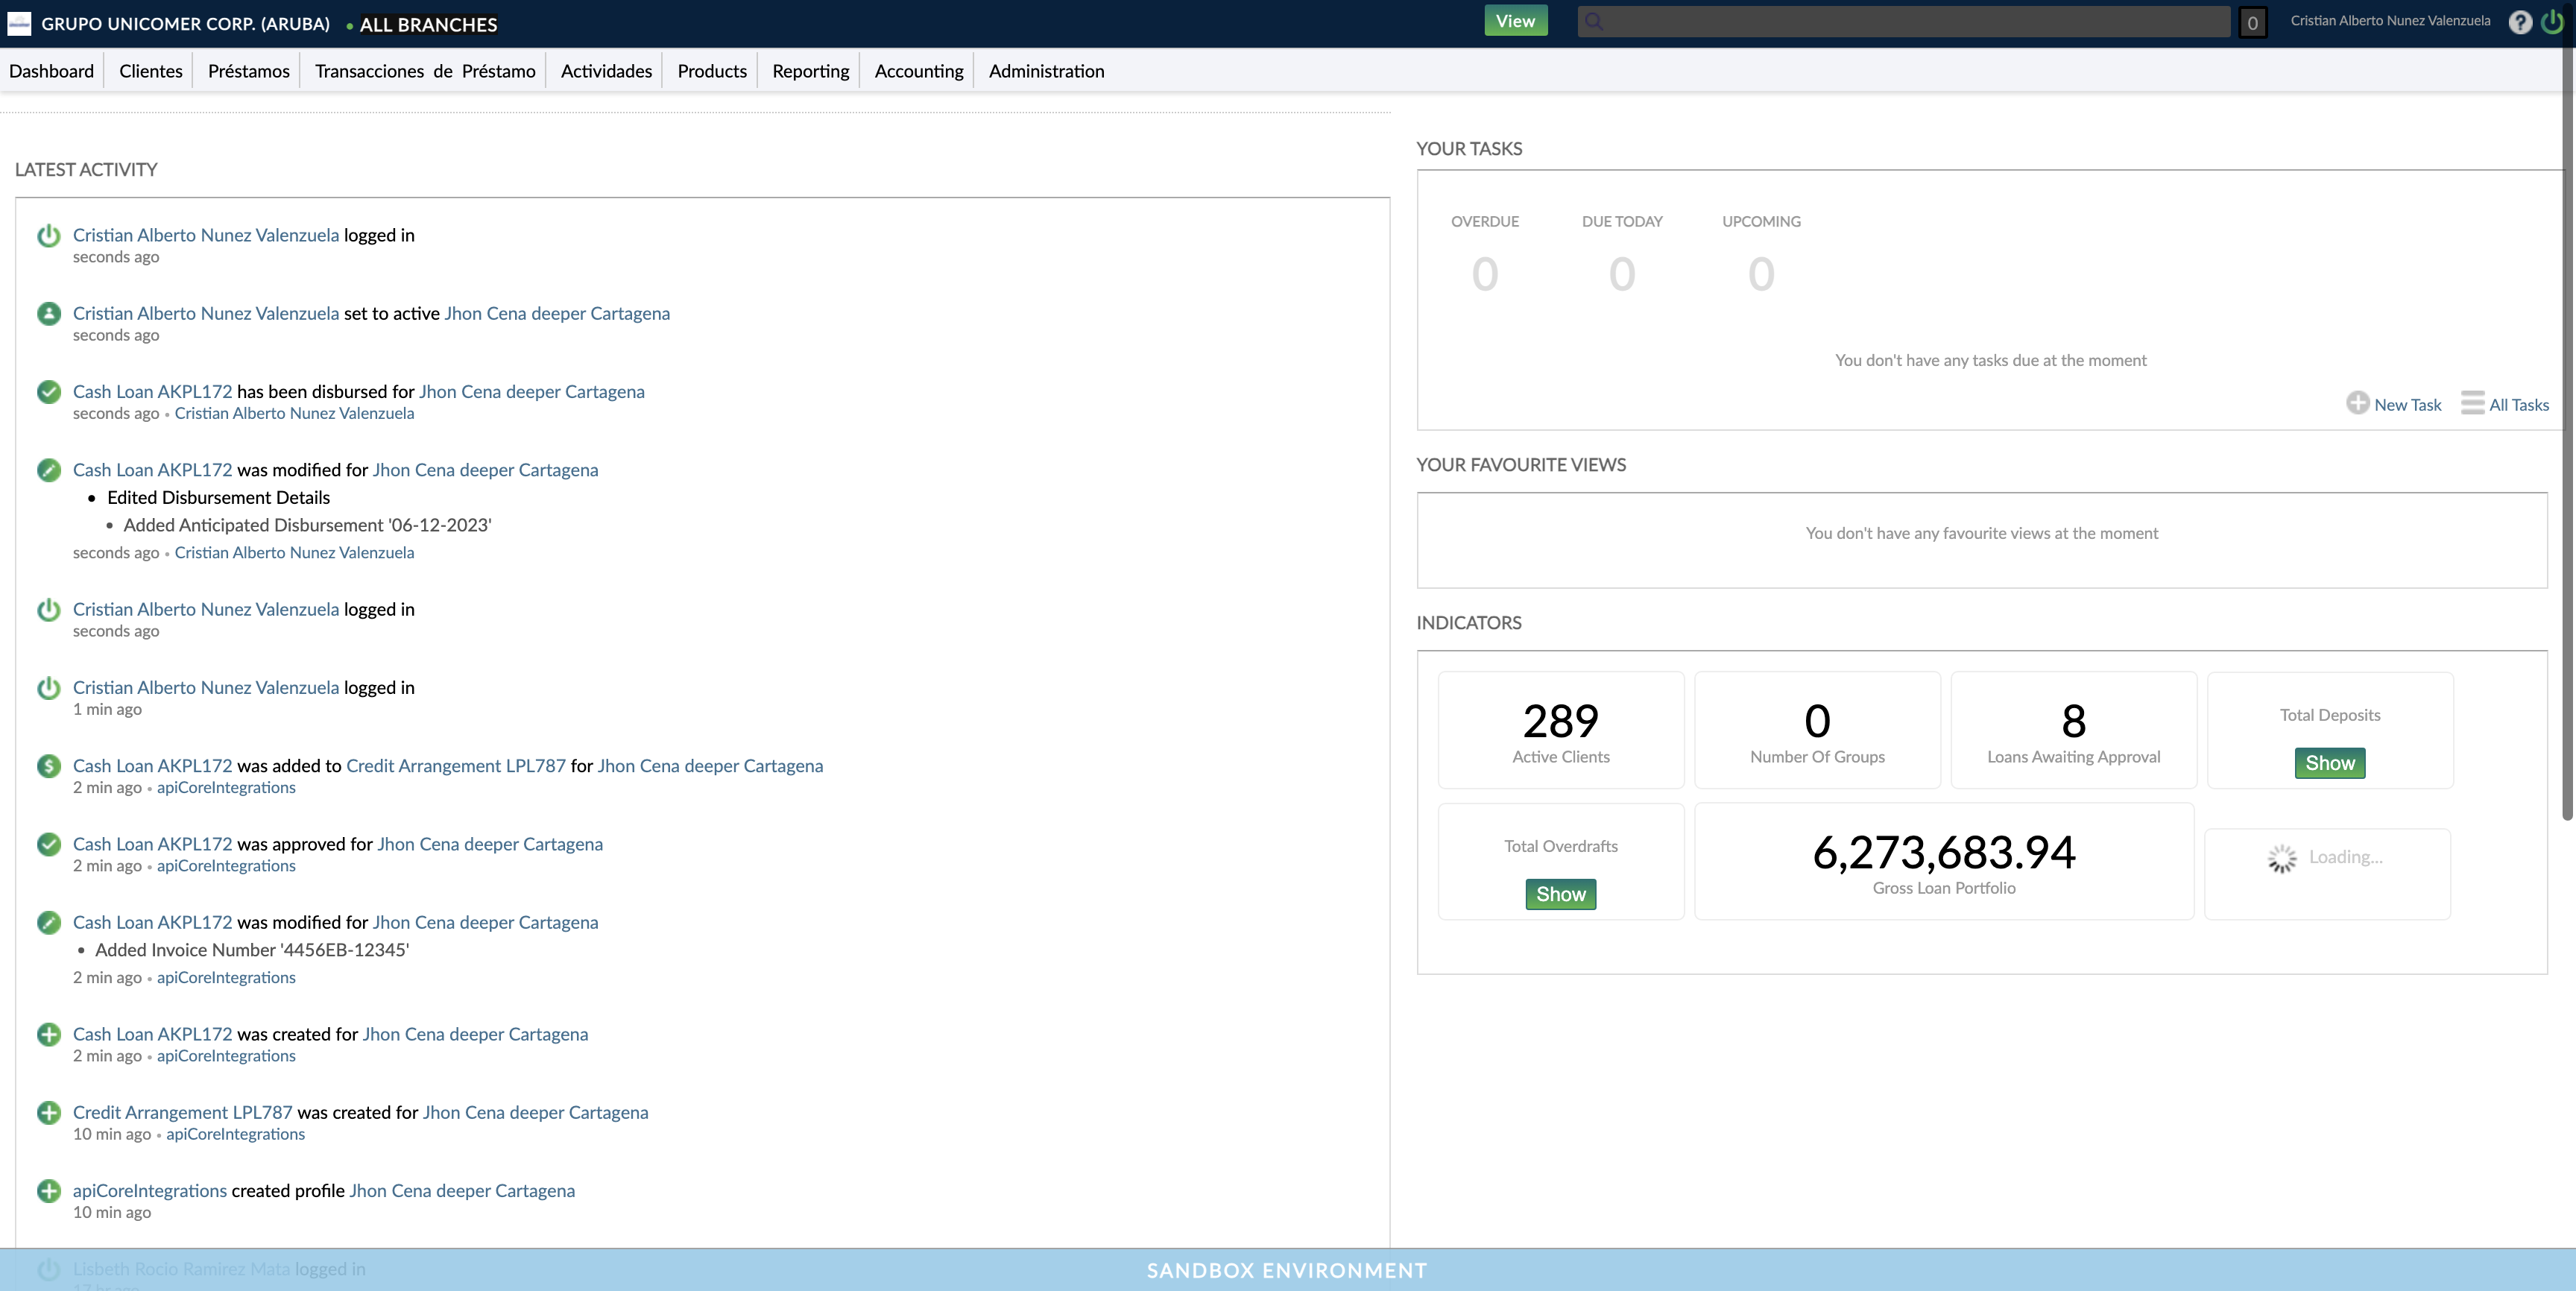 GRUPO UNICOMER CORP. (ARUBA) • ALL BRANCHES
View
0
Cristian Alberto Nunez Valenzuela
?
Dashboard
Clientes
Préstamos
Transacciones de Préstamo
Actividades
Products
Reporting
Accounting
Administration
LATEST ACTIVITY
Cristian Alberto Nunez Valenzuela logged in
seconds ago
Cristian Alberto Nunez Valenzuela set to active Jhon Cena deeper Cartagena
seconds ago
Cash Loan AKPL172 has been disbursed for Jhon Cena deeper Cartagena
seconds ago • Cristian Alberto Nunez Valenzuela
Cash Loan AKPL172 was modified for Jhon Cena deeper Cartagena
• Edited Disbursement Details
• Added Anticipated Disbursement '06-12-2023'
seconds ago • Cristian Alberto Nunez Valenzuela
Cristian Alberto Nunez Valenzuela logged in
seconds ago
Cristian Alberto Nunez Valenzuela logged in
1 min ago
Cash Loan AKPL172 was added to Credit Arrangement LPL787 for Jhon Cena deeper Cartagena
2 min ago • apiCoreIntegrations
Cash Loan AKPL172 was approved for Jhon Cena deeper Cartagena
2 min ago • apiCoreIntegrations
Cash Loan AKPL172 was modified for Jhon Cena deeper Cartagena
• Added Invoice Number '4456EB-12345'
2 min ago • apiCoreIntegrations
Cash Loan AKPL172 was created for Jhon Cena deeper Cartagena
2 min ago • apiCoreIntegrations
Credit Arrangement LPL787 was created for Jhon Cena deeper Cartagena
10 min ago • apiCoreIntegrations
apiCoreIntegrations created profile Jhon Cena deeper Cartagena
10 min ago
Lisbeth Rocio Ramirez Mata logged in
17 hr ago
YOUR TASKS
OVERDUE
DUE TODAY
UPCOMING
0
0
0
You don't have any tasks due at the moment
New Task
All Tasks
YOUR FAVOURITE VIEWS
You don't have any favourite views at the moment
INDICATORS
289
Active Clients
0
Number Of Groups
8
Loans Awaiting Approval
Total Deposits
Show
Total Overdrafts
Show
6,273,683.94
Gross Loan Portfolio
Loading...
SANDBOX ENVIRONMENT